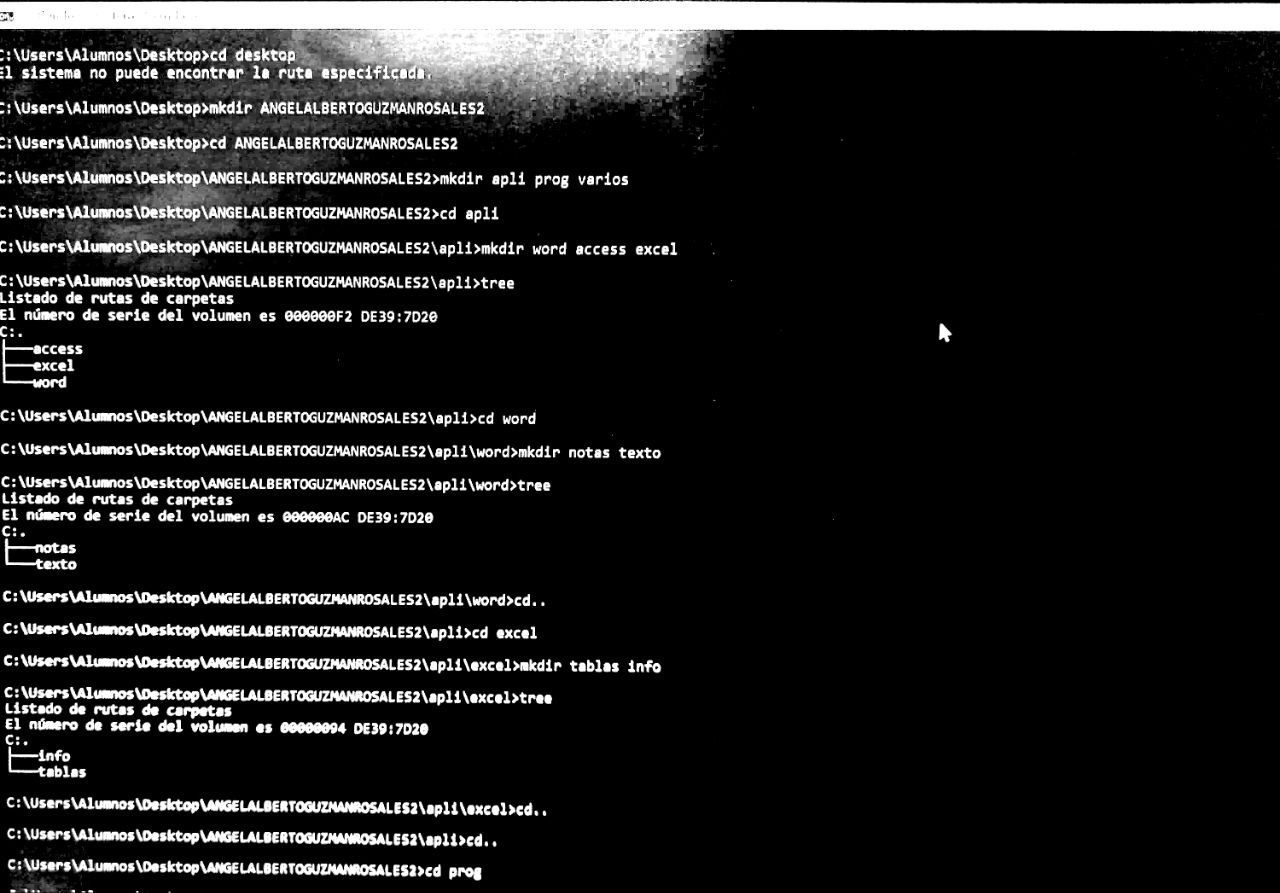 C:\Users\Alumnos\Desktop>cd desktop
El sistema no puede encontrar la ruta especificada.
C:\Users\Alumnos\Desktop>mkdir ANGELALBERTOGUZMANROSALES2
C:\Users\Alumnos\Desktop>cd ANGELALBERTOGUZMANROSALES2
C:\Users\Alumnos\Desktop\ANGELALBERTOGUZMANROSALES2>mkdir apli prog varios
C:\Users\Alumnos\Desktop\ANGELALBERTOGUZMANROSALES2>cd apli
C:\Users\Alumnos\Desktop\ANGELALBERTOGUZMANROSALES2\apli>mkdir word access excel
C:\Users\Alumnos\Desktop\ANGELALBERTOGUZMANROSALES2\apli>tree
Listado de rutas de carpetas
El número de serie del volumen es 000000F2 DE39:7D20
C:.
├───access
├───excel
└───word
C:\Users\Alumnos\Desktop\ANGELALBERTOGUZMANROSALES2\apli>cd word
C:\Users\Alumnos\Desktop\ANGELALBERTOGUZMANROSALES2\apli\word>mkdir notas texto
C:\Users\Alumnos\Desktop\ANGELALBERTOGUZMANROSALES2\apli\word>tree
Listado de rutas de carpetas
El número de serie del volumen es 000000AC DE39:7D20
C:.
├───notas
└───texto
C:\Users\Alumnos\Desktop\ANGELALBERTOGUZMANROSALES2\apli\word>cd..
C:\Users\Alumnos\Desktop\ANGELALBERTOGUZMANROSALES2\apli>cd excel
C:\Users\Alumnos\Desktop\ANGELALBERTOGUZMANROSALES2\apli\excel>mkdir tablas info
C:\Users\Alumnos\Desktop\ANGELALBERTOGUZMANROSALES2\apli\excel>tree
Listado de rutas de carpetas
El número de serie del volumen es 00000094 DE39:7D20
C:.
├───info
└───tablas
C:\Users\Alumnos\Desktop\ANGELALBERTOGUZMANROSALES2\apli\excel>cd..
C:\Users\Alumnos\Desktop\ANGELALBERTOGUZMANROSALES2\apli>cd..
C:\Users\Alumnos\Desktop\ANGELALBERTOGUZMANROSALES2>cd prog